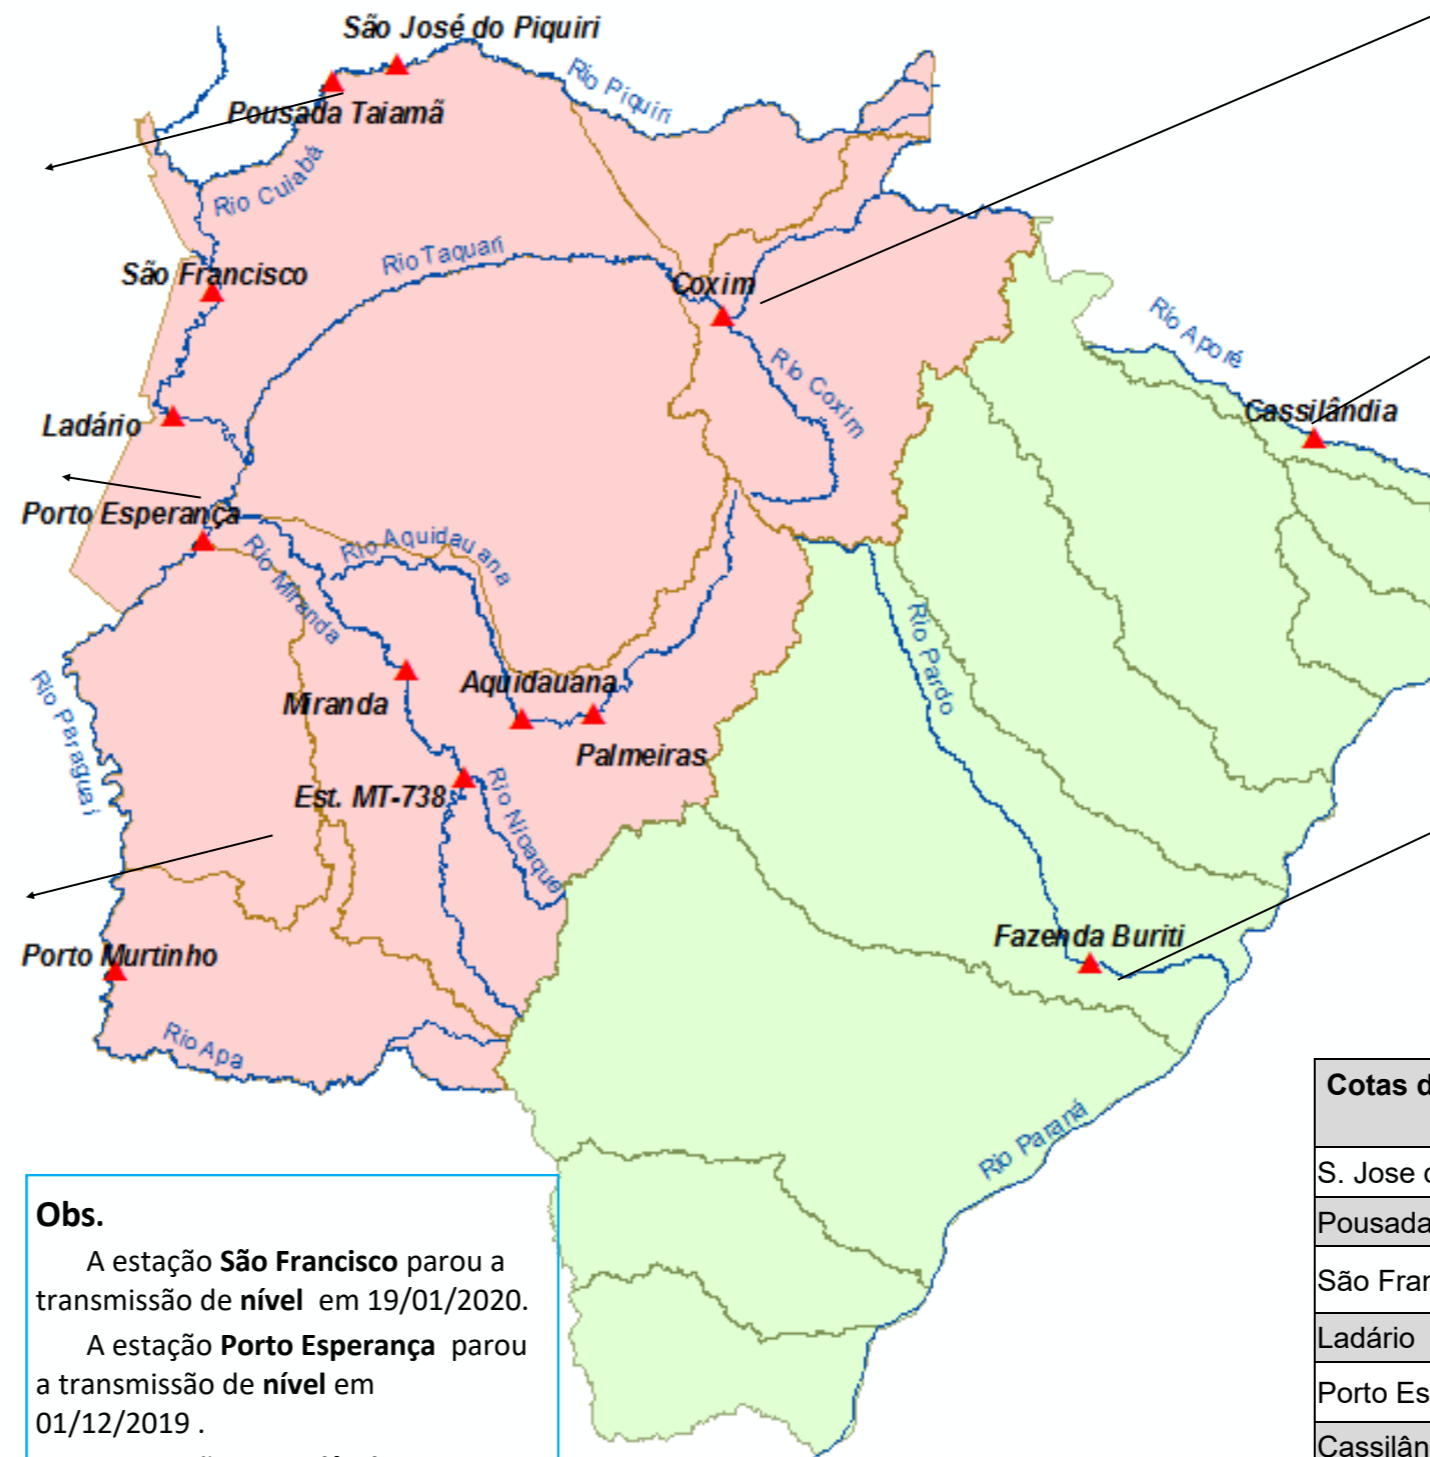 São José do Piquiri
Rio Piquiri
Pousada Taiamã
Rio Cuiabá
Rio Taquari
São Francisco
Coxim
Rio Aporé
Rio Coxim
Cassilândia
Ladário
Porto Esperança
Rio Aquidauana
Rio Miranda
Rio Pardo
Rio Paraguai
Aquidauana
Miranda
Palmeiras
Est. MT-738
Rio Nioaque
Fazenda Buriti
Porto Murtinho
Rio Apa
Rio Paraná
Obs.
A estação São Francisco parou a
transmissão de nível em 19/01/2020.
A estação Porto Esperança parou
a transmissão de nível em
01/12/2019 .
Cotas d
S. Jose
Pousada
São Fran
Ladário
Porto Es
Cassilân